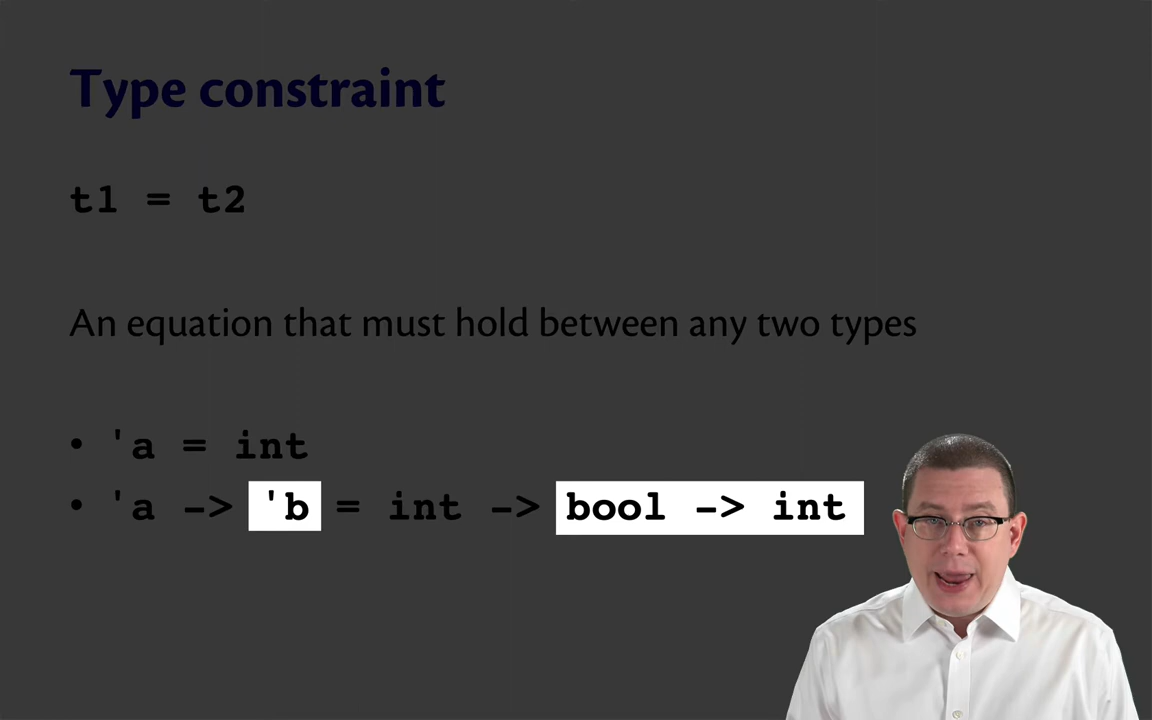 Type constraint
t1 = t2
An equation that must hold between any two types
• 'a = int
• 'a -> 'b = int -> bool -> int